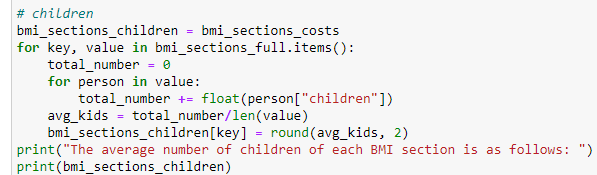 # children
bmi_sections_children = bmi_sections_costs
for key, value in bmi_sections_full.items():
    total_number = 0
    for person in value:
        total_number += float(person["children"])
    avg_kids = total_number/len(value)
    bmi_sections_children[key] = round(avg_kids, 2)
print("The average number of children of each BMI section is as follows: ")
print(bmi_sections_children)